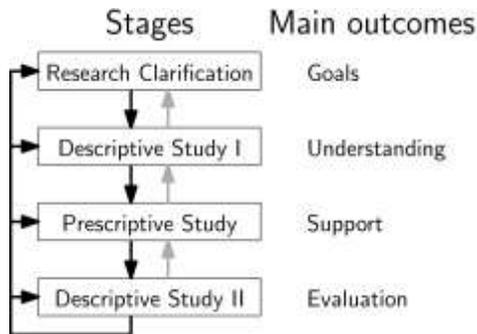 Stages Main outcomes
Research Clarification Goals
Descriptive Study I Understanding
Prescriptive Study Support
Descriptive Study II Evaluation